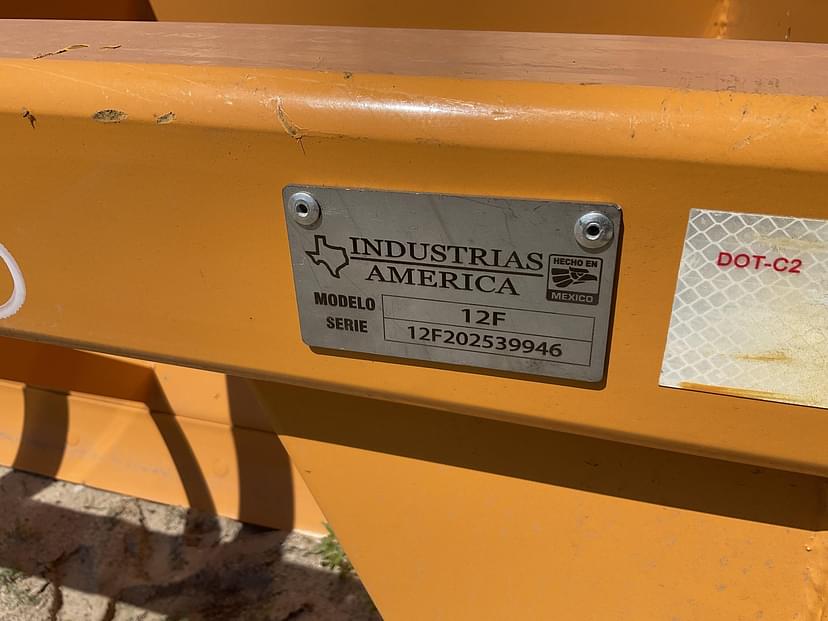 INDUSTRIAS
AMERICA
HECHO EN
MEXICO
MODELO 12F
SERIE 12F202539946
DOT-C2